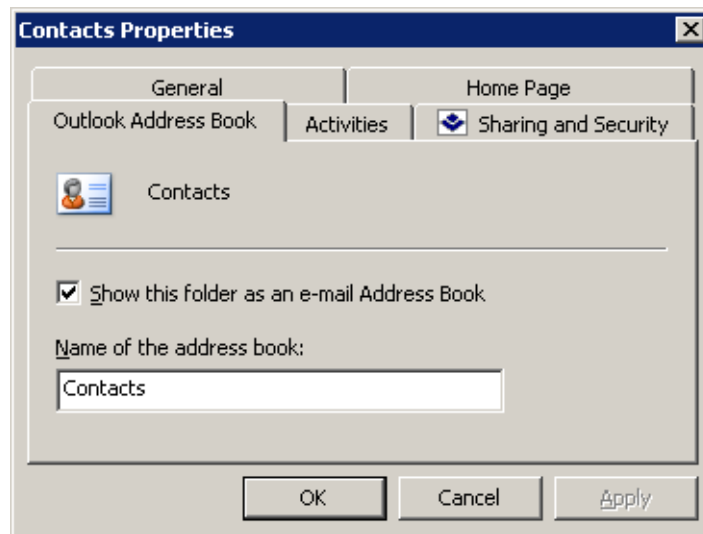 Contacts Properties
General
Home Page
Outlook Address Book
Activities
Sharing and Security
Contacts
Show this folder as an e-mail Address Book
Name of the address book:
Contacts
OK
Cancel
Apply